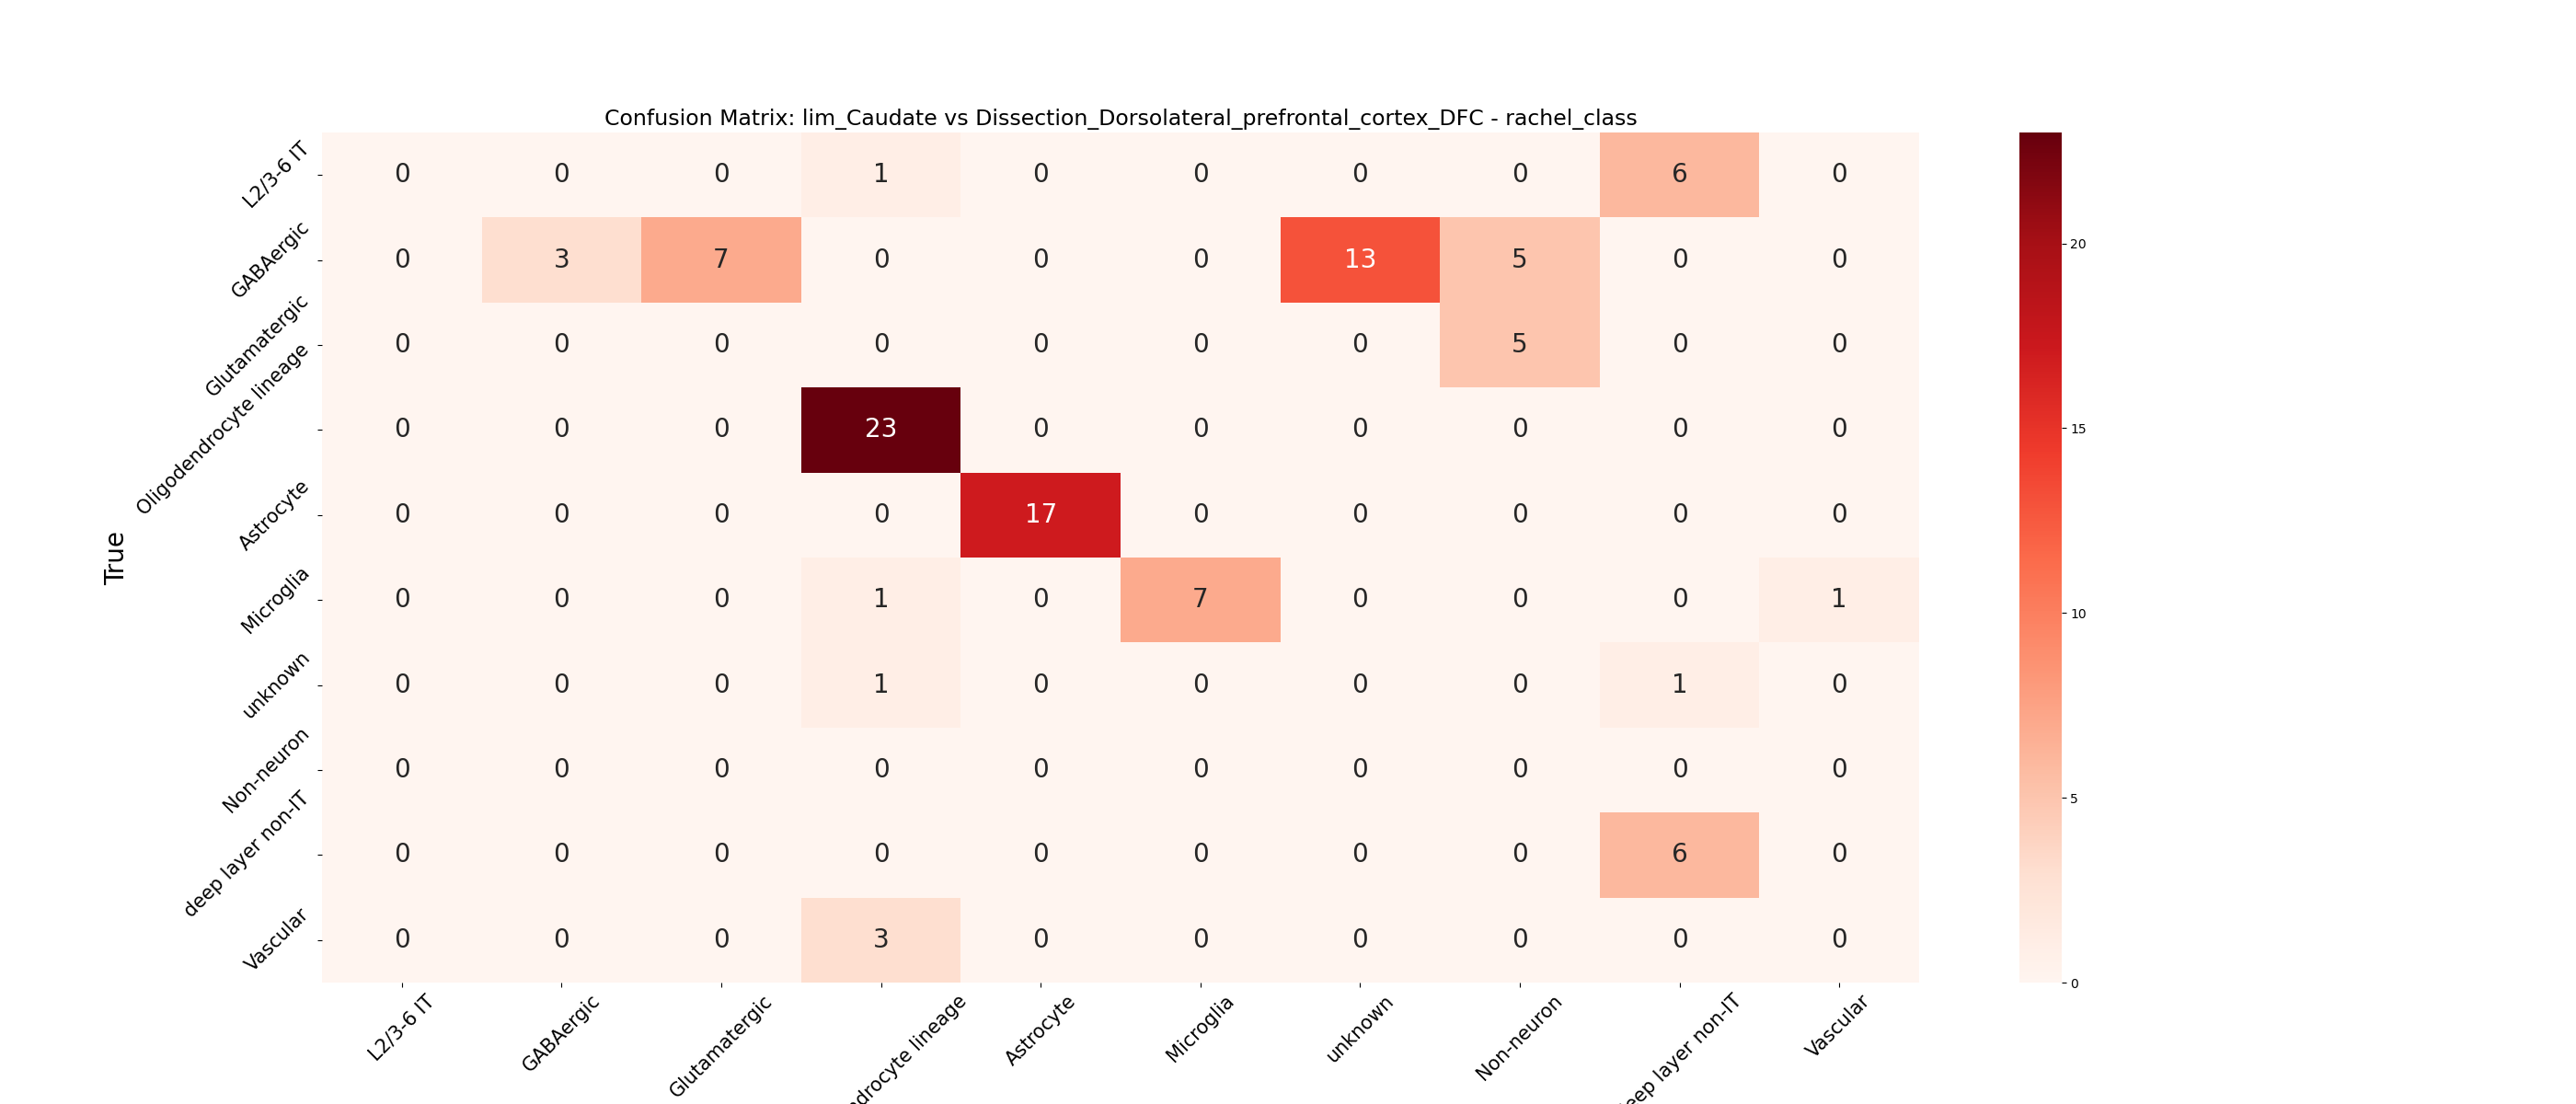 Confusion Matrix: lim_Caudate vs Dissection_Dorsolateral_prefrontal_cortex_DFC - rachel_class
True
L2/3-6 IT 0 0 0 1 0 0 0 0 6 0
GABAergic 0 3 7 0 0 0 13 5 0 0
Glutamatergic 0 0 0 0 0 0 0 5 0 0
Oligodendrocyte lineage 0 0 0 23 0 0 0 0 0 0
Astrocyte 0 0 0 0 17 0 0 0 0 0
Microglia 0 0 0 1 0 7 0 0 0 1
unknown 0 0 0 1 0 0 0 0 1 0
Non-neuron 0 0 0 0 0 0 0 0 0 0
deep layer non-IT 0 0 0 0 0 0 0 0 6 0
Vascular 0 0 0 3 0 0 0 0 0 0
L2/3-6 IT GABAergic Glutamatergic lineage Astrocyte Microglia unknown Non-neuron layer non-IT Vascular
20
15
10
5
0